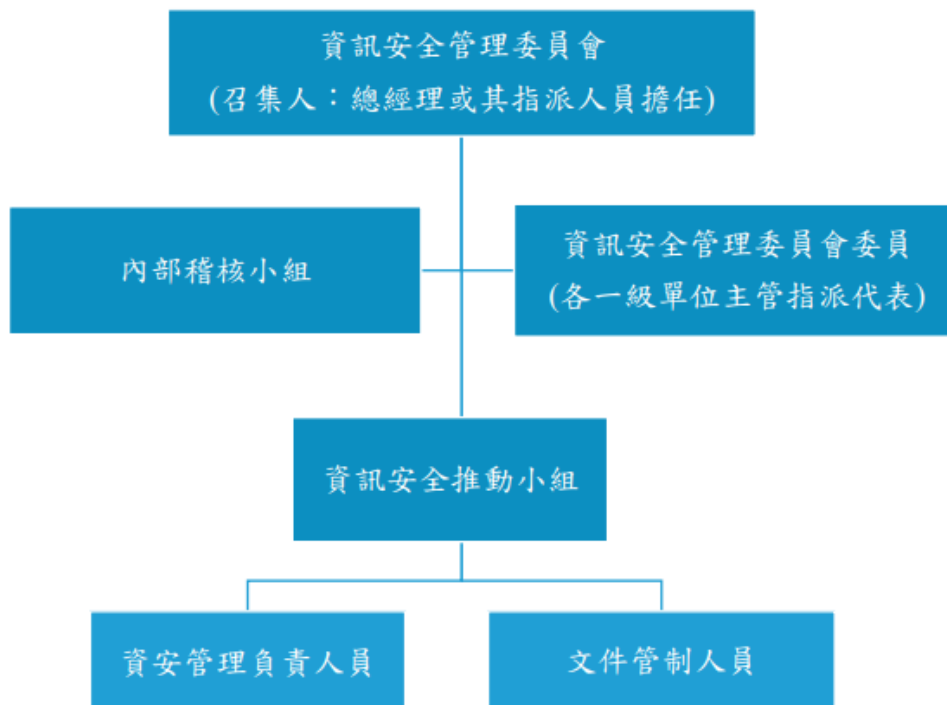 資訊安全管理委員會
(召集人：總經理或其指派人員擔任)
內部稽核小組
資訊安全管理委員會委員
(各一級單位主管指派代表)
資訊安全推動小組
資安管理負責人員
文件管制人員